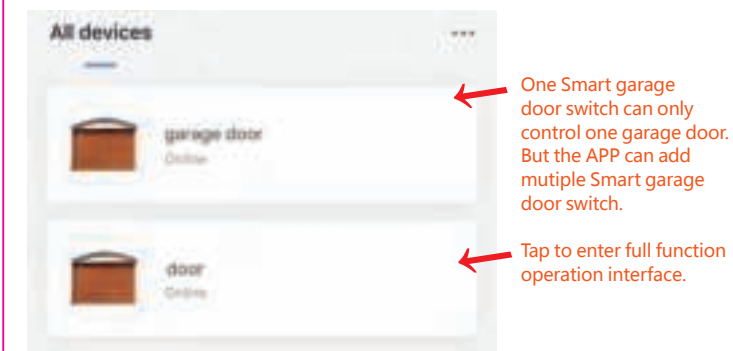 All devices
garage door
Online
door
Online
One Smart garage
door switch can only
control one garage door.
But the APP can add
mutiple Smart garage
door switch.
Tap to enter full function
operation interface.